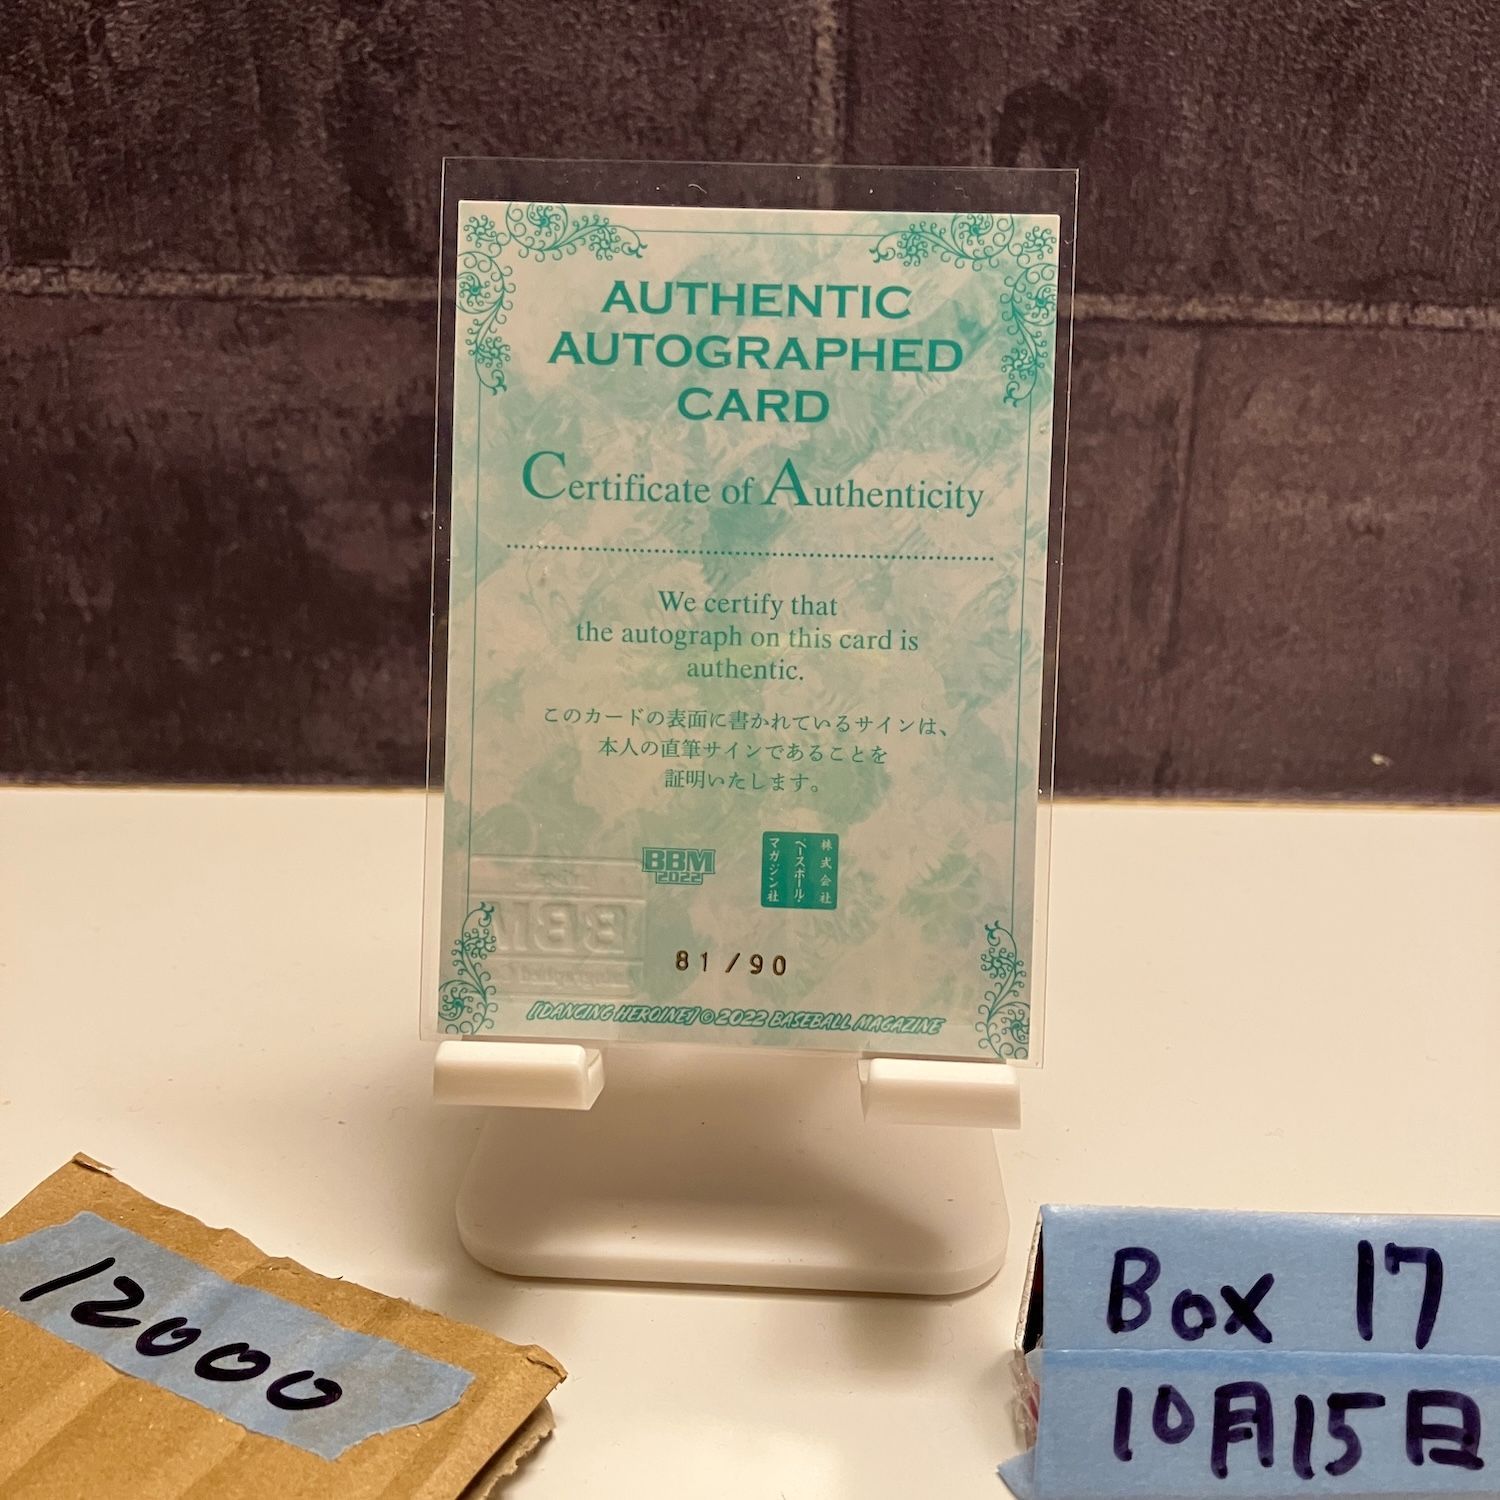 AUTHENTIC
AUTOGRAPHED
CARD
Certificate of Authenticity
We certify that
the autograph on this card is
authentic.
このカードの表面に書かれているサインは、
本人の直筆サインであることを
証明いたします。
BBM
2022
株式会社
ベースボール・
マガジン社
81/90
[DANCING HEROINE] © 2022 BASEBALL MAGAZINE
12000
Box 17
10月15日